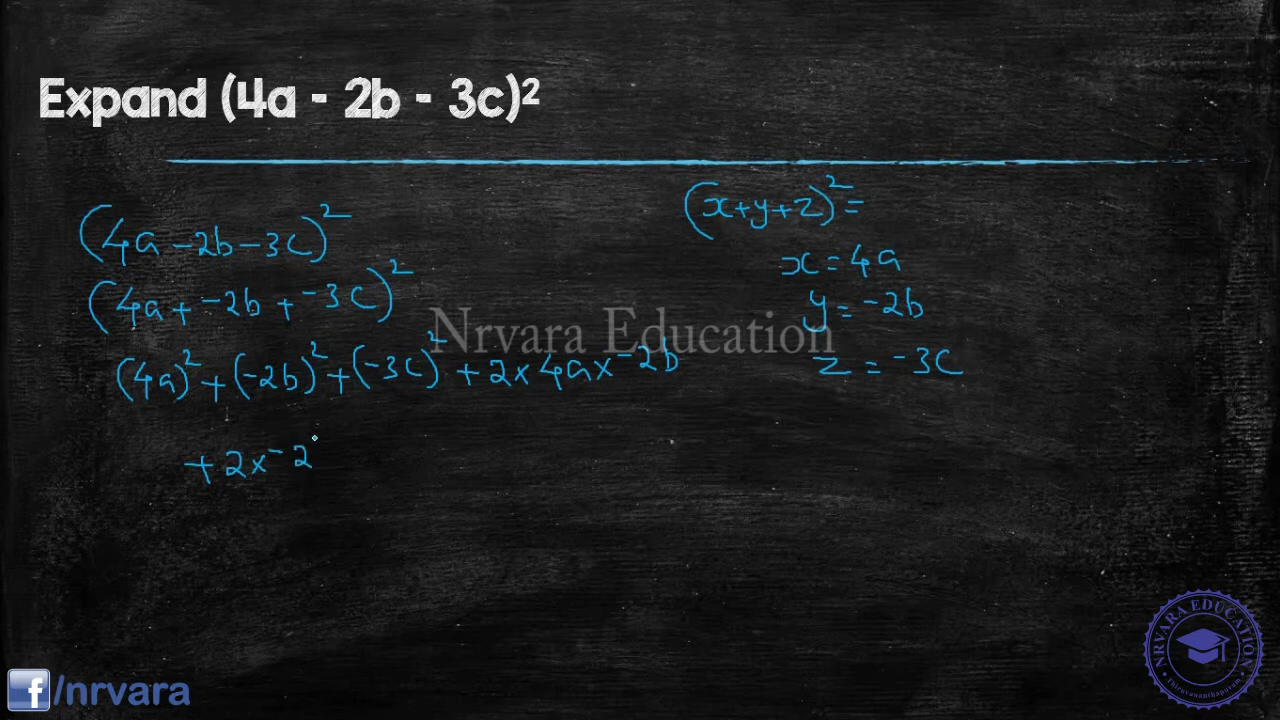 Expand (4a - 2b - 3c)²
(4a -2b -3c)²
(4a + -2b + -3c)²
(4a)² + (-2b)² + (-3c)² + 2x 4a x -2b
+ 2x -2
(x+y+z)² =
x = 4a
y = -2b
z = -3c
Nrvara Education
NRVARA EDUCATION
Thiruvananthapuram
f/nrvara